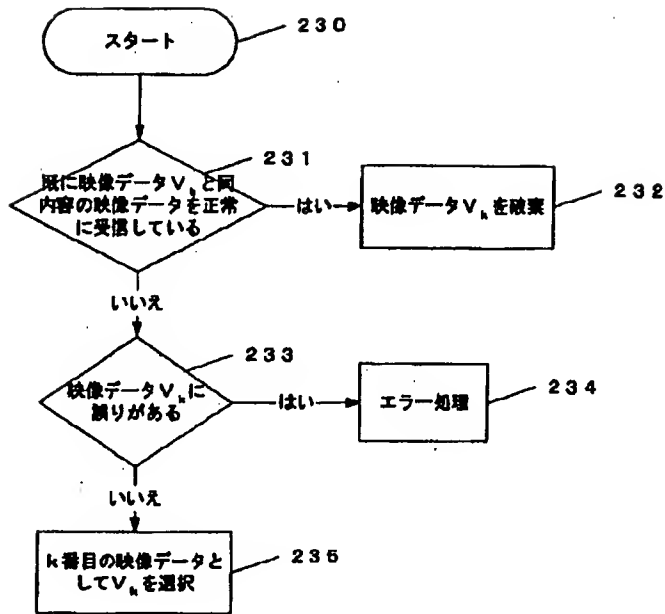 スタート
230
231
既に映像データVkと同
内容の映像データを正常
に受信している
はい
映像データVkを破棄
232
いいえ
233
映像データVkに
誤りがある
はい
エラー処理
234
いいえ
k番目の映像データと
してVkを選択
235